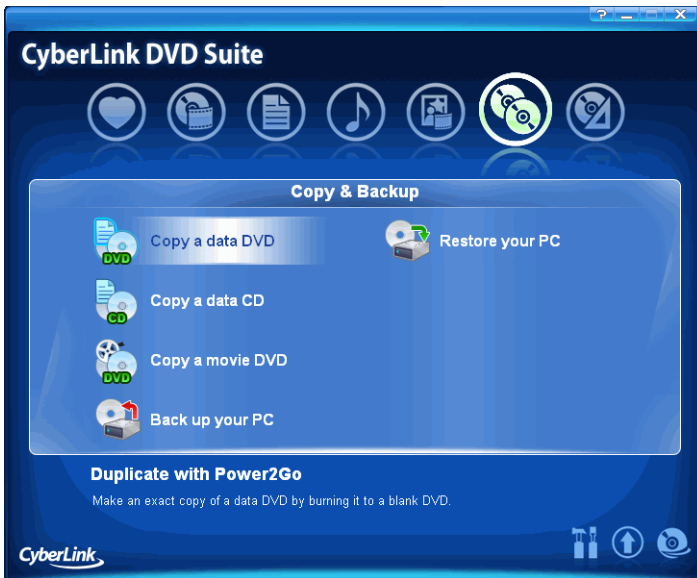 CyberLink DVD Suite
Copy & Backup
DVD
Copy a data DVD
Restore your PC
CD
Copy a data CD
DVD
Copy a movie DVD
Back up your PC
Duplicate with Power2Go
Make an exact copy of a data DVD by burning it to a blank DVD.
CyberLink